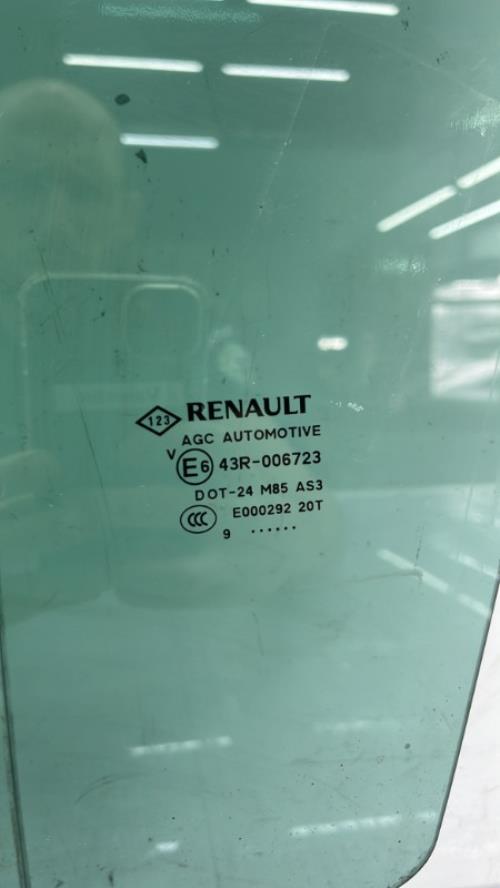 123 RENAULT
AGC AUTOMOTIVE
V
E6 43R-006723
DOT-24 M85 AS3
CCC E000292 20T
9 ......